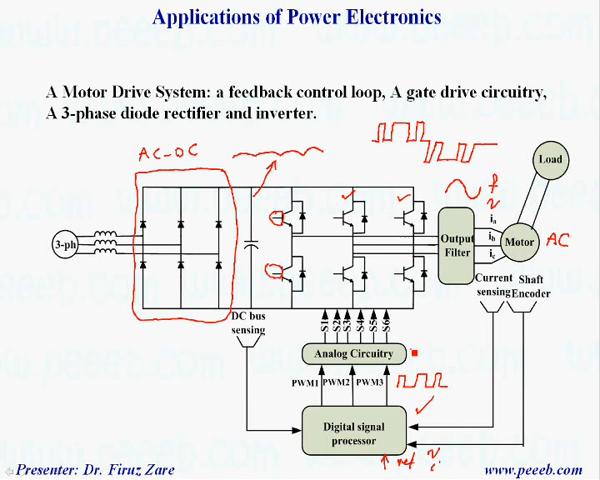 Applications of Power Electronics
A Motor Drive System: a feedback control loop, A gate drive circuitry,
A 3-phase diode rectifier and inverter.
AC-DC
Load
3-ph
Output
Filter
ia
ib
ic
Motor
AC
DC bus
sensing
Current
sensing
Shaft
Encoder
S1
S2
S3
S4
S5
S6
Analog Circuitry
PWM1
PWM2
PWM3
Digital signal
processor
ref
Presenter: Dr. Firuz Zare
www.peeeb.com